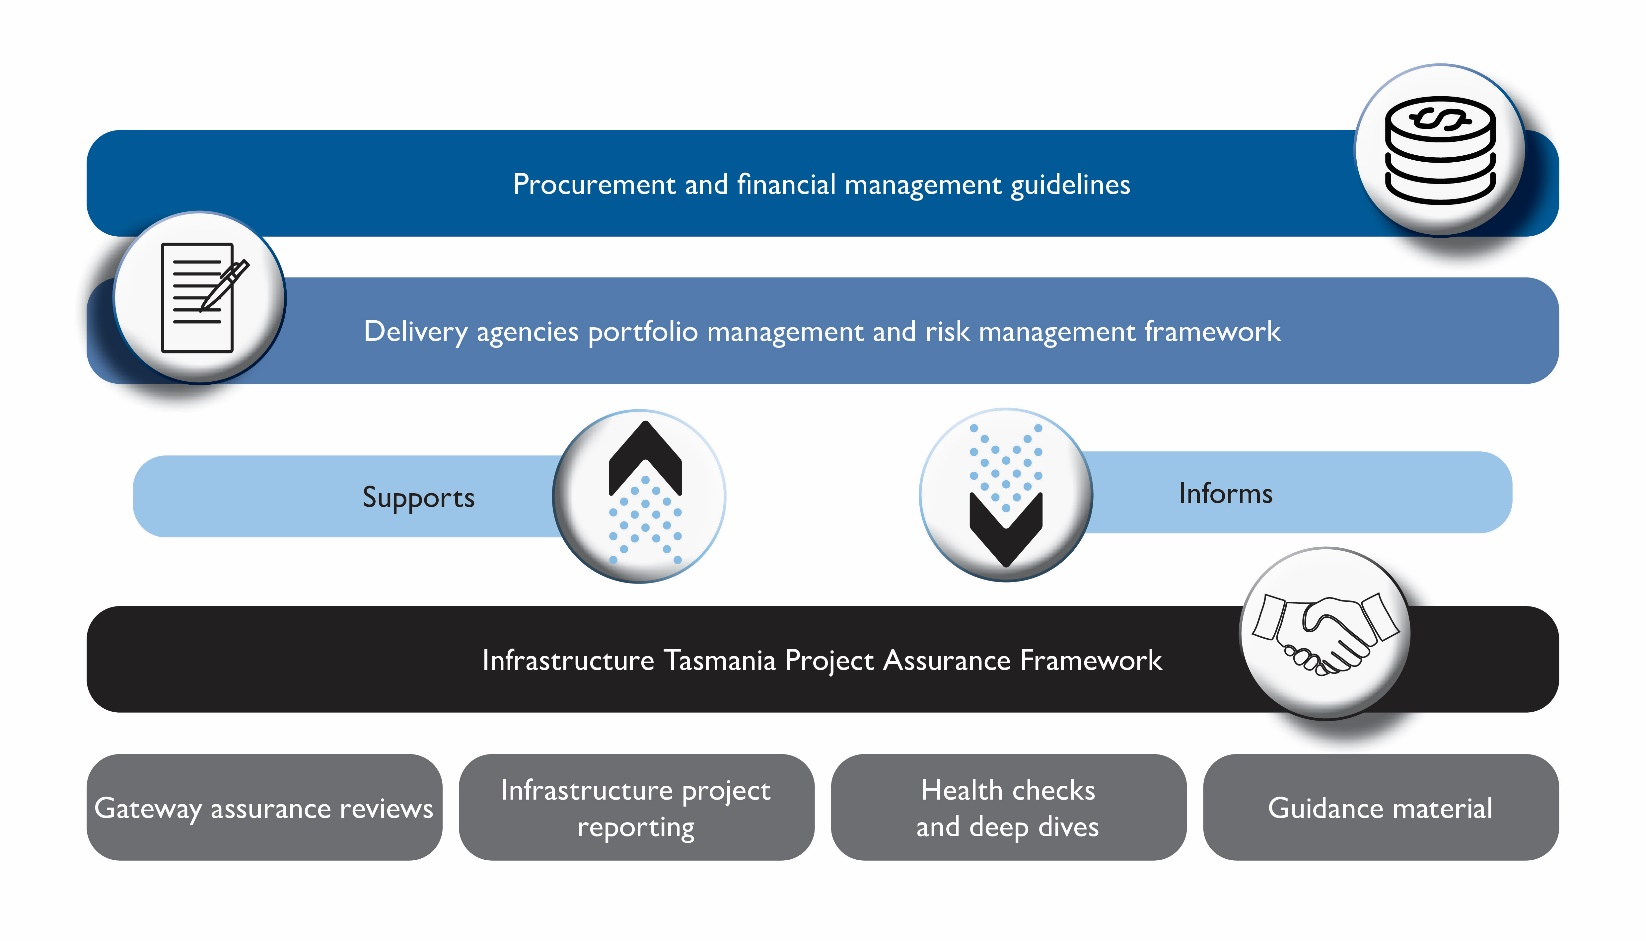 Procurement and financial management guidelines
Delivery agencies portfolio management and risk management framework
Supports
Informs
Infrastructure Tasmania Project Assurance Framework
Gateway assurance reviews
Infrastructure project
reporting
Health checks
and deep dives
Guidance material